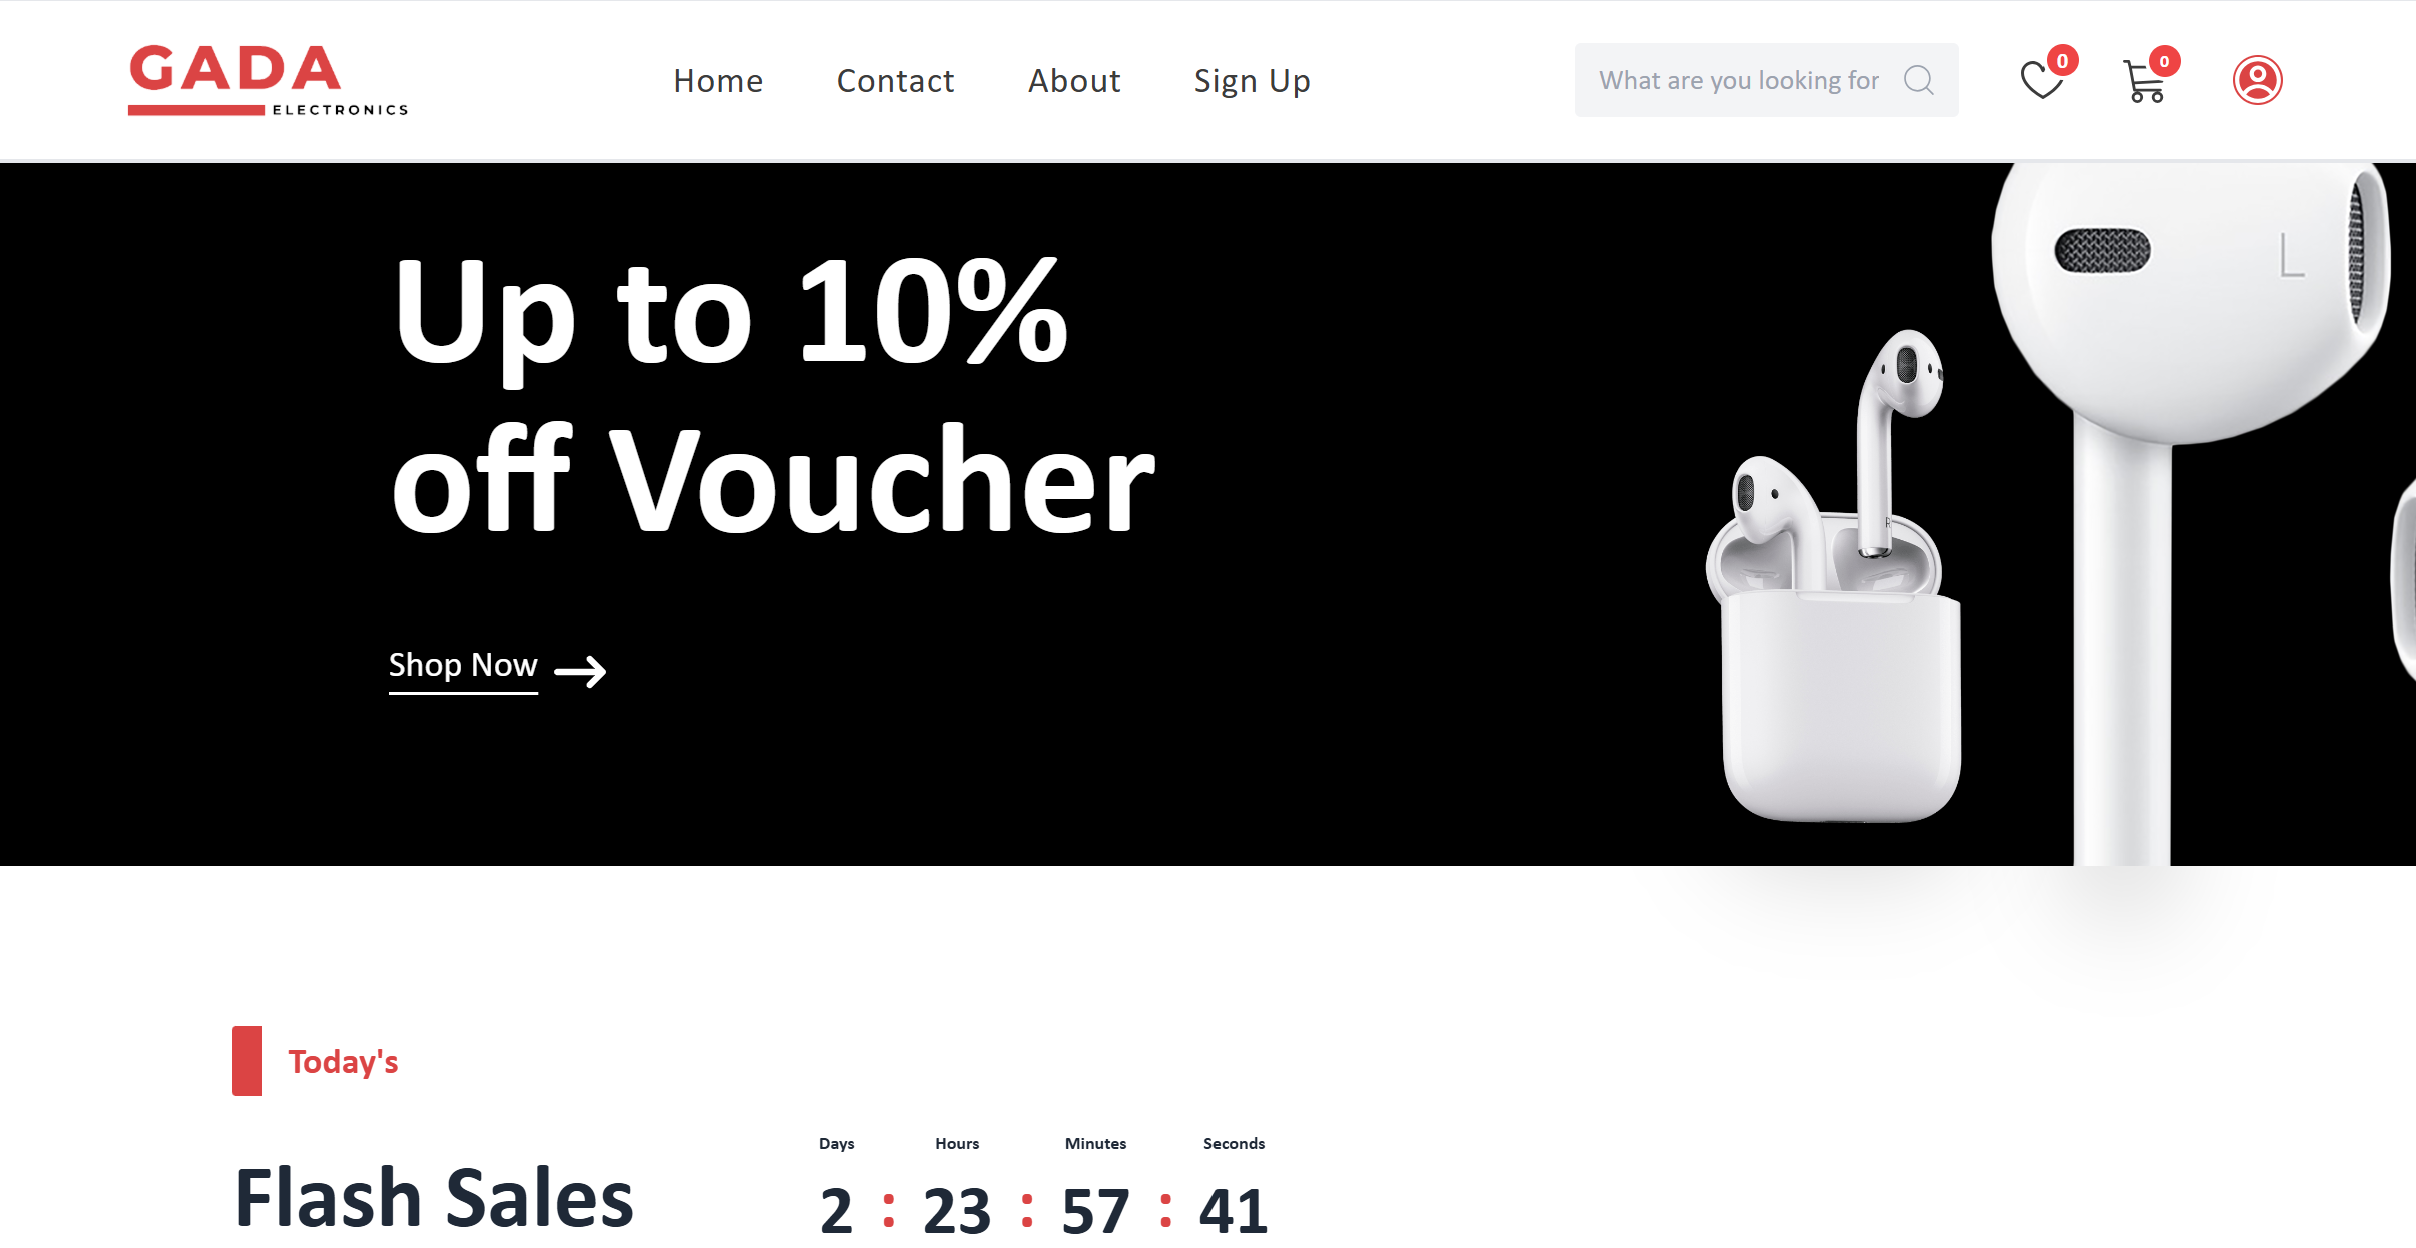 GADA
ELECTRONICS
Home Contact About Sign Up
What are you looking for
0
0
Up to 10%
off Voucher
Shop Now
L
R
Today's
Flash Sales
Days Hours Minutes Seconds
2 : 23 : 57 : 41